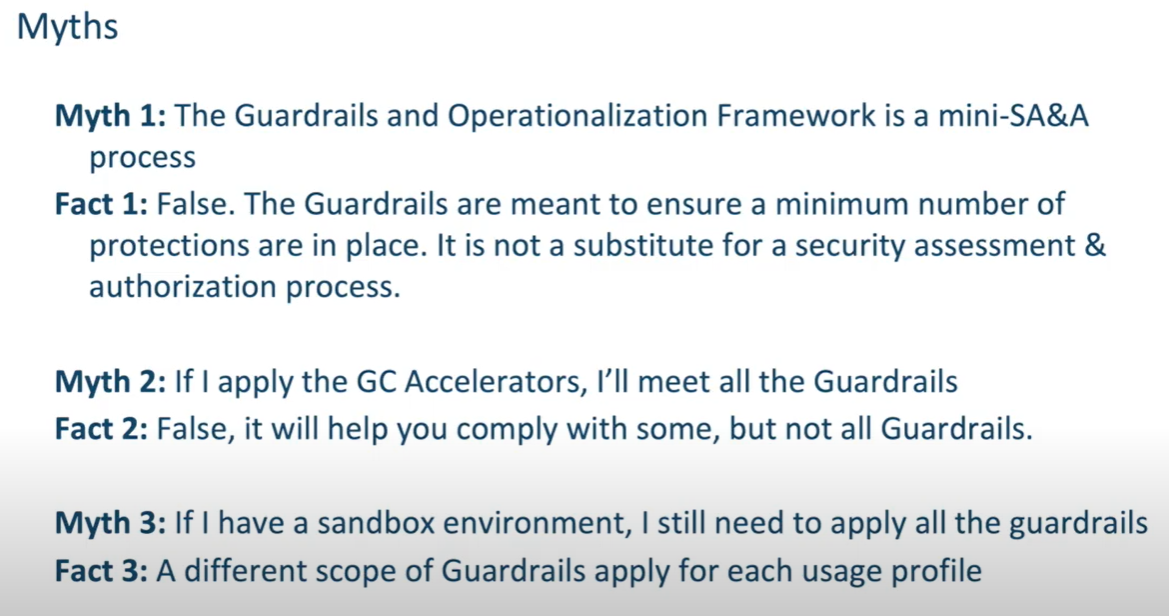 Myths
Myth 1: The Guardrails and Operationalization Framework is a mini-SA&A
process
Fact 1: False. The Guardrails are meant to ensure a minimum number of
protections are in place. It is not a substitute for a security assessment &
authorization process.
Myth 2: If I apply the GC Accelerators, I’ll meet all the Guardrails
Fact 2: False, it will help you comply with some, but not all Guardrails.
Myth 3: If I have a sandbox environment, I still need to apply all the guardrails
Fact 3: A different scope of Guardrails apply for each usage profile